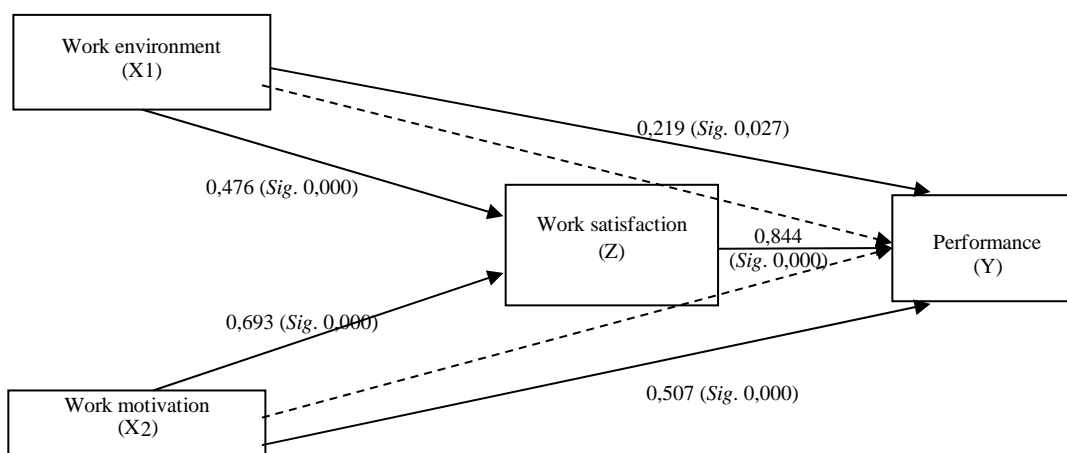 Work environment
(X1)
0,219 (Sig. 0,027)
0,476 (Sig. 0,000)
Work satisfaction
(Z)
0,844
(Sig. 0,000)
Performance
(Y)
0,693 (Sig. 0,000)
0,507 (Sig. 0,000)
Work motivation
(X2)